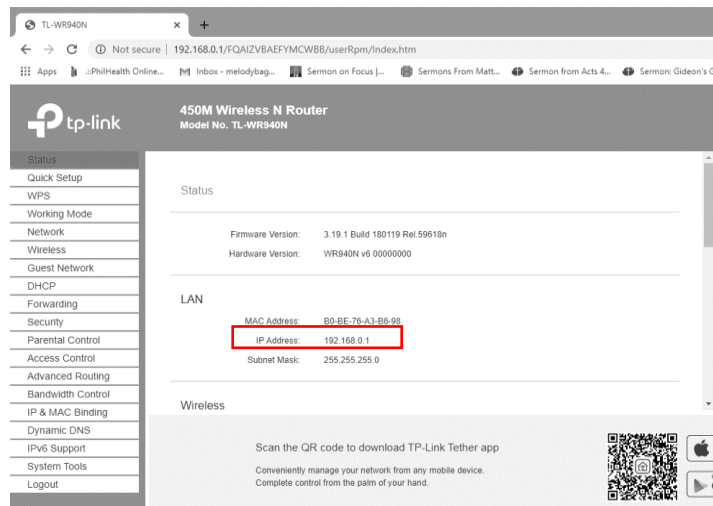 TL-WR940N
Not secure | 192.168.0.1/FQAIZVBAEFYMCWBB/userRpm/Index.htm
Apps .::PhilHealth Online... Inbox - melodybag... Sermon on Focus |... Sermons From Matt... Sermon from Acts 4... Sermon: Gideon's
tp-link
450M Wireless N Router
Model No. TL-WR940N
Status
Quick Setup
WPS
Working Mode
Network
Wireless
Guest Network
DHCP
Forwarding
Security
Parental Control
Access Control
Advanced Routing
Bandwidth Control
IP & MAC Binding
Dynamic DNS
IPv6 Support
System Tools
Logout
Status
Firmware Version: 3.19.1 Build 180119 Rel.59618n
Hardware Version: WR940N v6 00000000
LAN
MAC Address: B0-BE-76-A3-B6-98
IP Address: 192.168.0.1
Subnet Mask: 255.255.255.0
Wireless
Scan the QR code to download TP-Link Tether app
Conveniently manage your network from any mobile device.
Complete control from the palm of your hand.